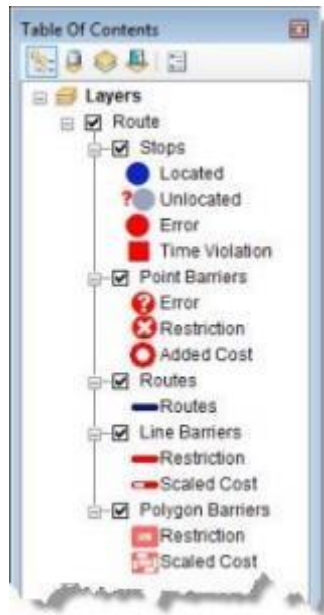 Table Of Contents
Layers
Route
Stops
Located
? Unlocated
Error
Time Violation
Point Barriers
? Error
Restriction
Added Cost
Routes
Routes
Line Barriers
Restriction
Scaled Cost
Polygon Barriers
Restriction
Scaled Cost